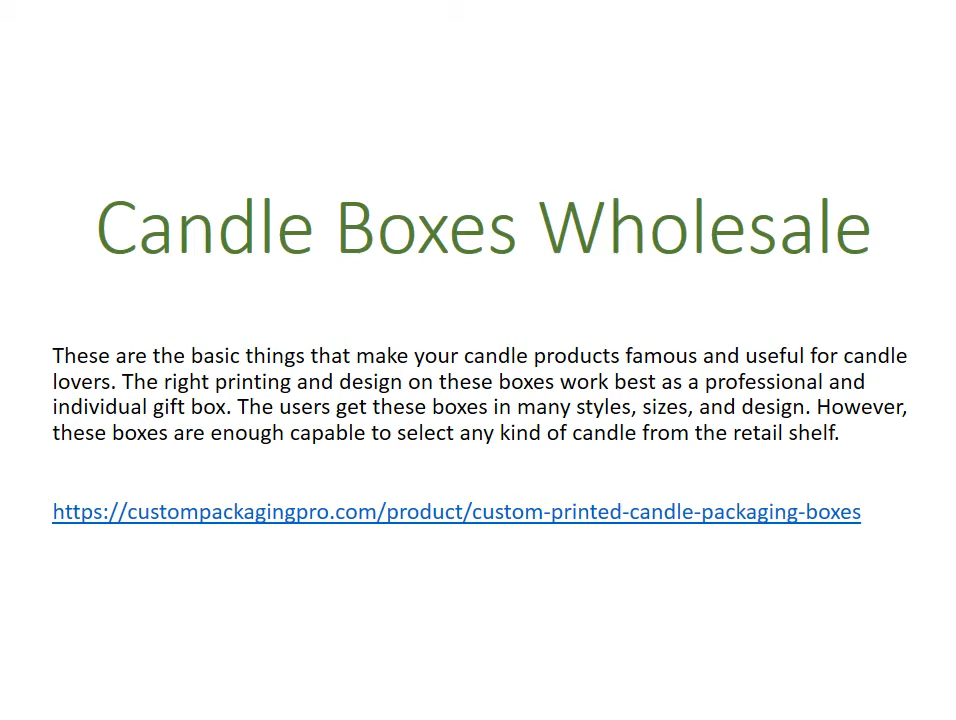 Candle Boxes Wholesale
These are the basic things that make your candle products famous and useful for candle
lovers. The right printing and design on these boxes work best as a professional and
individual gift box. The users get these boxes in many styles, sizes, and design. However,
these boxes are enough capable to select any kind of candle from the retail shelf.
https://custompackagingpro.com/product/custom-printed-candle-packaging-boxes